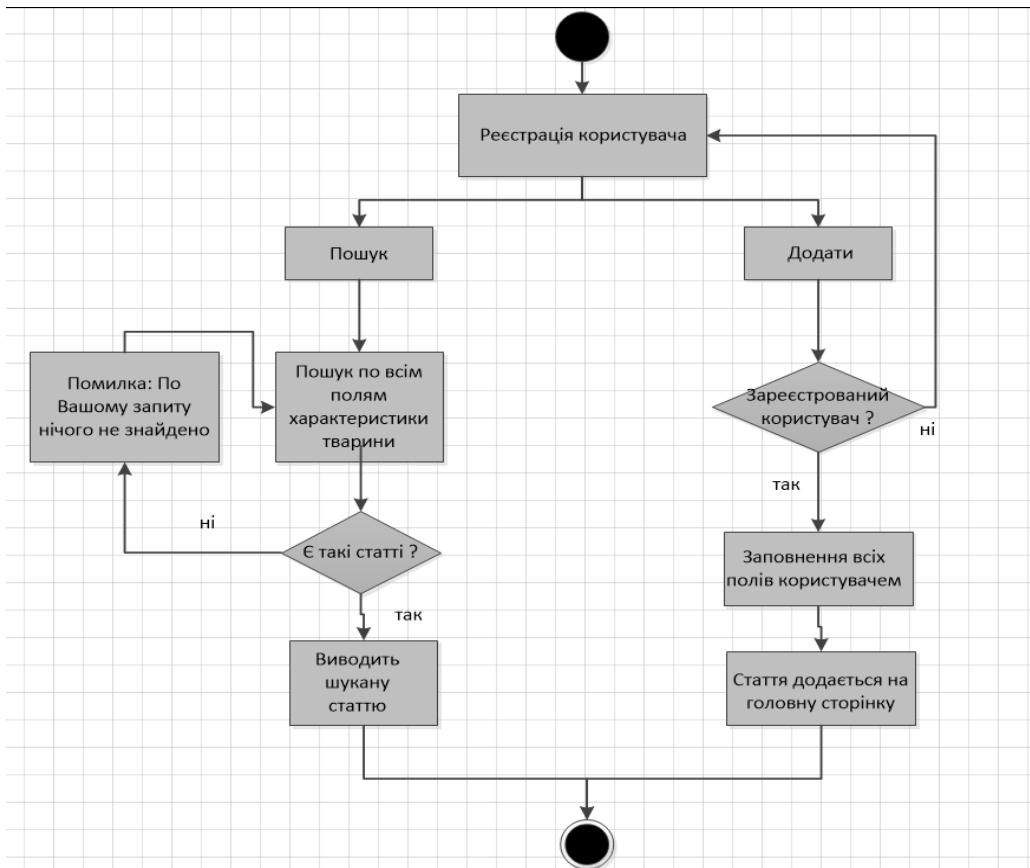 Реєстрація користувача
Пошук
Додати
Помилка: По
Вашому запиту
нічого не знайдено
Пошук по всім
полям
характеристики
тварини
Зареєстрований
користувач ?
ні
так
ні
Є такі статті ?
так
Заповнення всіх
полів користувачем
Виводить
шукану
статтю
Стаття додається на
головну сторінку